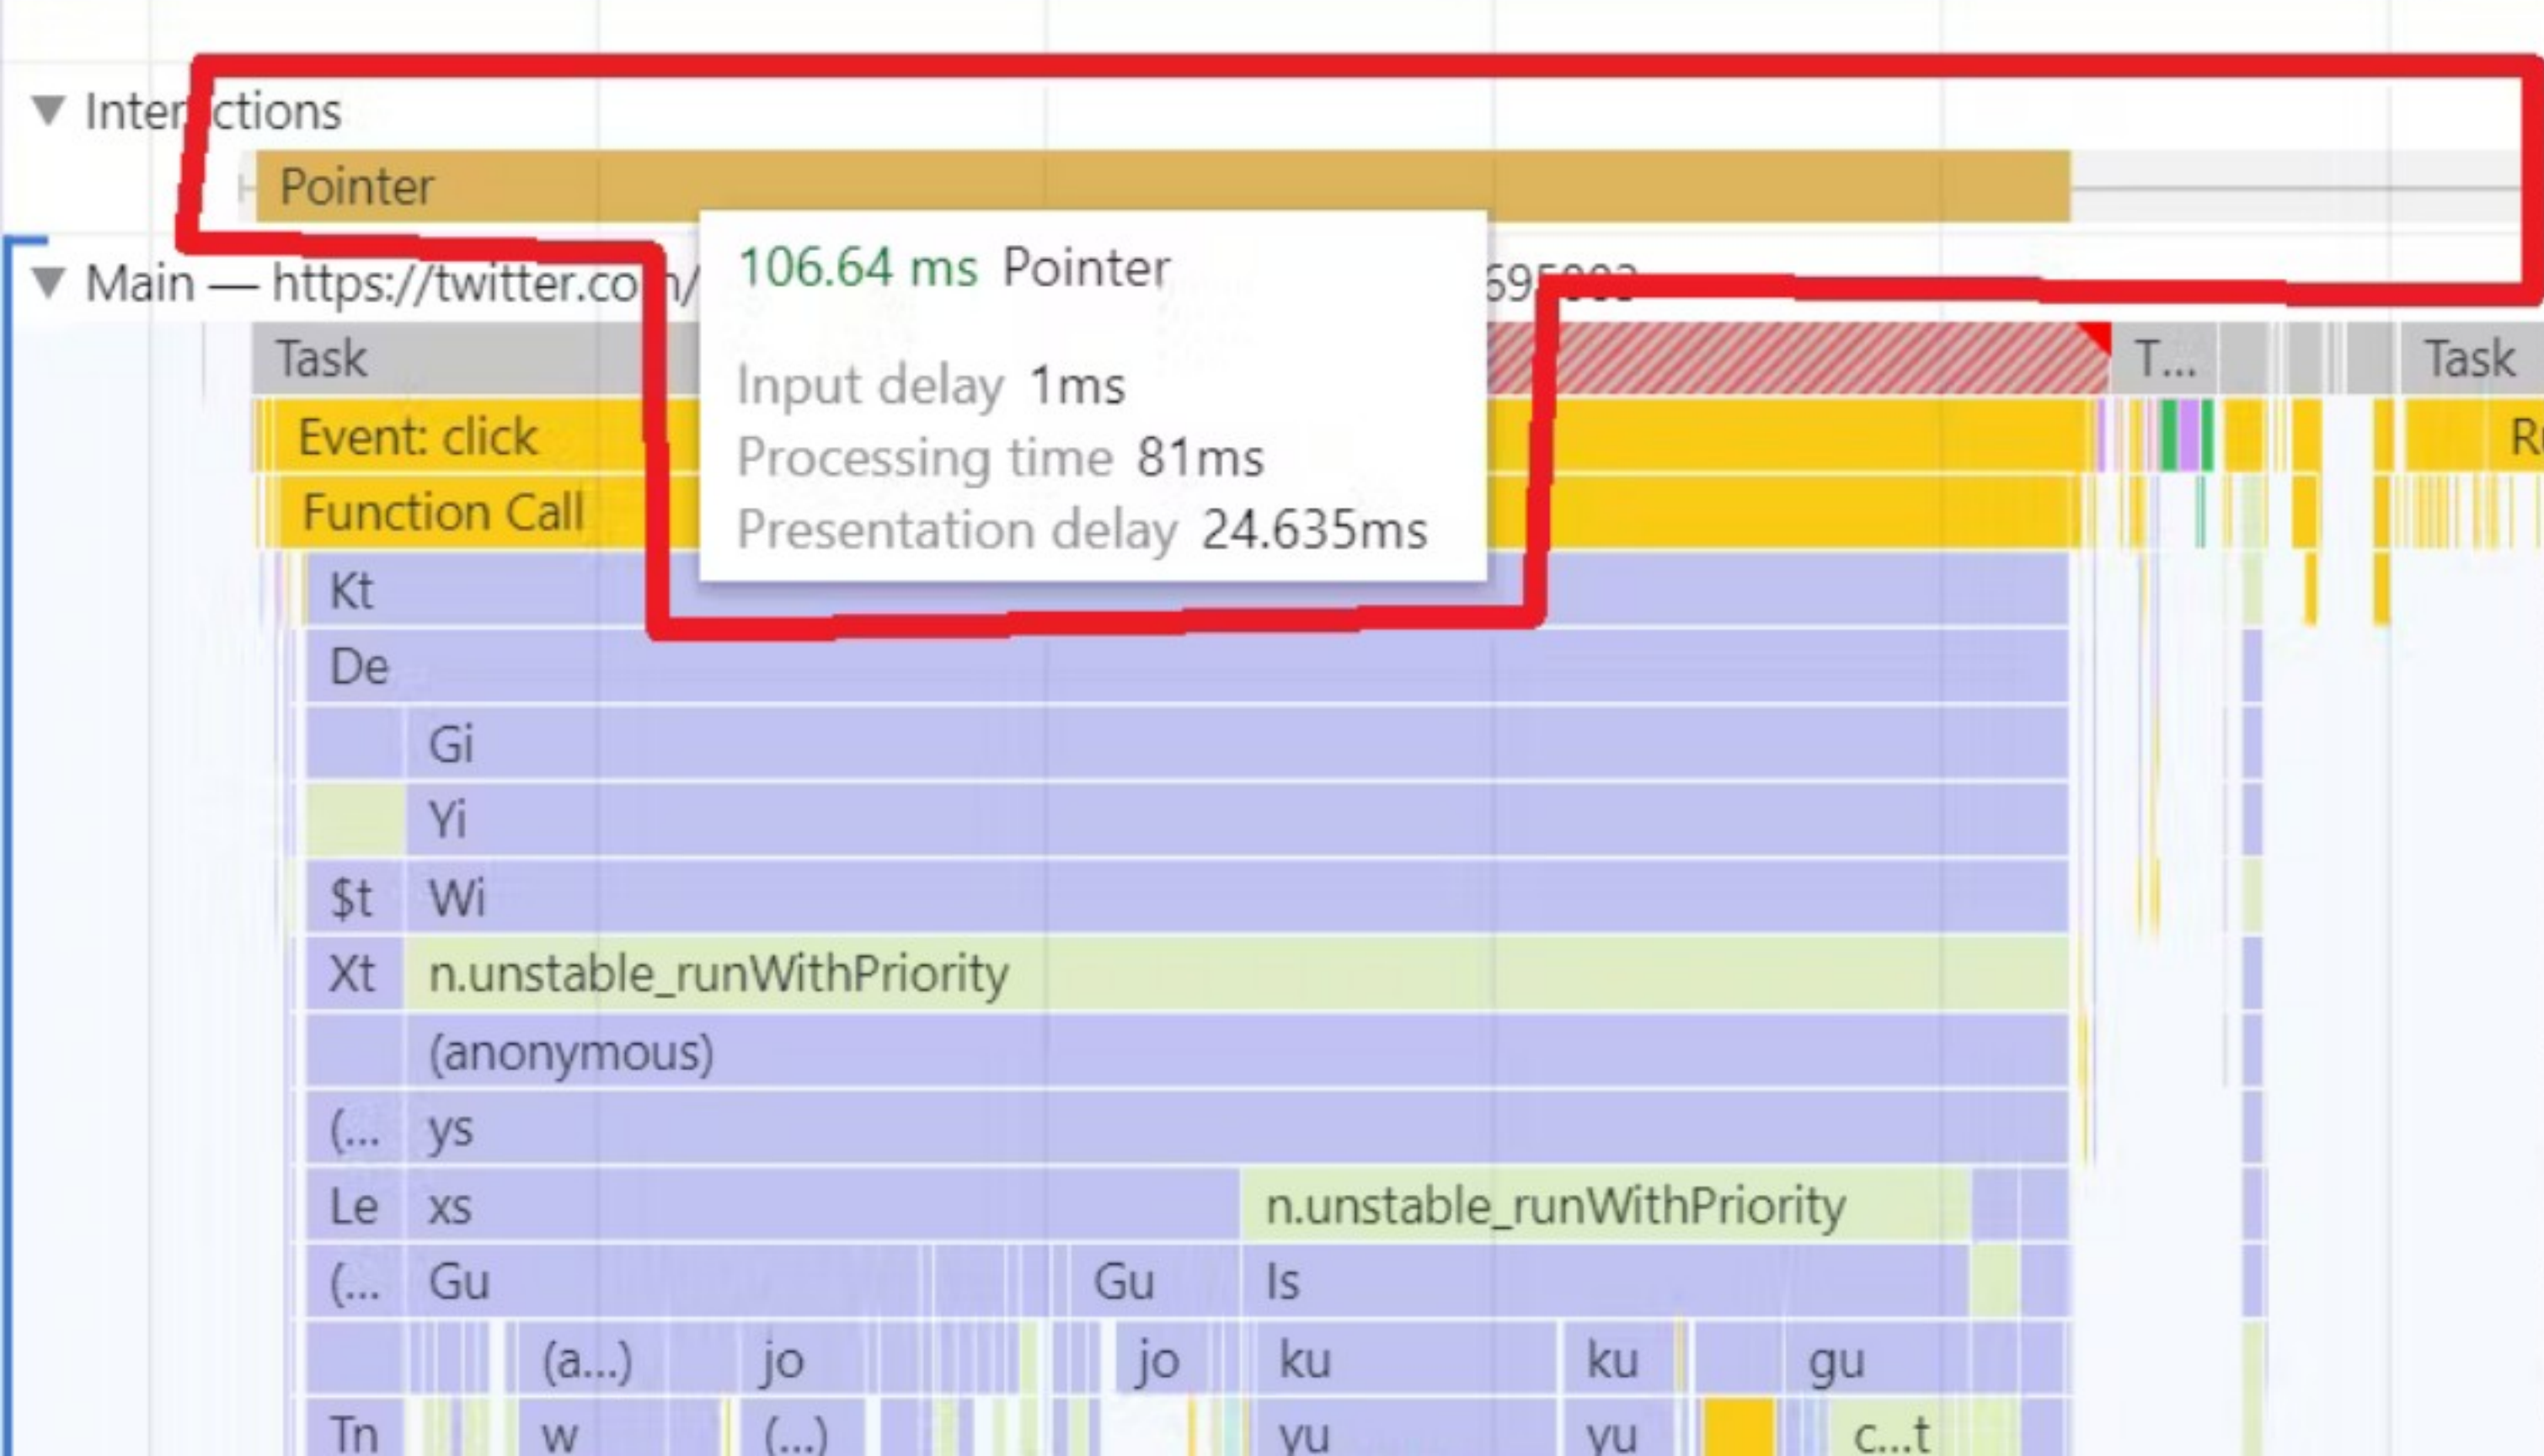 Interactions
Pointer
106.64 ms Pointer
Input delay 1ms
Processing time 81ms
Presentation delay 24.635ms
Main — https://twitter.com/
Task T... Task
Event: click
Function Call
Kt
De
Gi
Yi
$t Wi
Xt n.unstable_runWithPriority
(anonymous)
(... ys
Le xs n.unstable_runWithPriority
(... Gu Gu ls
(a...) jo jo ku ku gu
Tn w (...) yu yu c...t